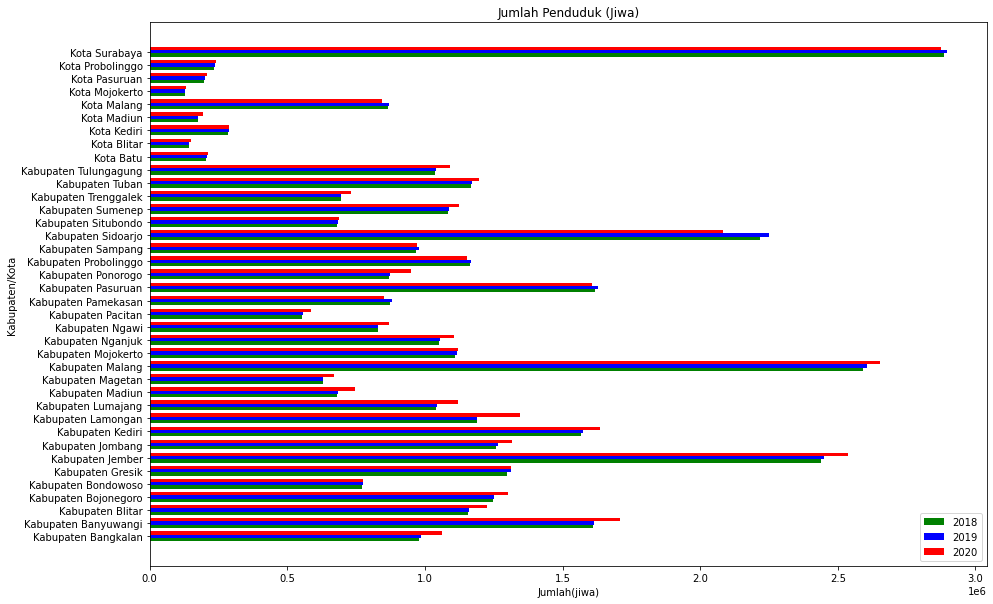 Jumlah Penduduk (Jiwa)
Kota Surabaya
Kota Probolinggo
Kota Pasuruan
Kota Mojokerto
Kota Malang
Kota Madiun
Kota Kediri
Kota Blitar
Kota Batu
Kabupaten Tulungagung
Kabupaten Tuban
Kabupaten Trenggalek
Kabupaten Sumenep
Kabupaten Situbondo
Kabupaten Sidoarjo
Kabupaten Sampang
Kabupaten Probolinggo
Kabupaten Ponorogo
Kabupaten Pasuruan
Kabupaten Pamekasan
Kabupaten Pacitan
Kabupaten Ngawi
Kabupaten Nganjuk
Kabupaten Mojokerto
Kabupaten Malang
Kabupaten Magetan
Kabupaten Madiun
Kabupaten Lumajang
Kabupaten Lamongan
Kabupaten Kediri
Kabupaten Jombang
Kabupaten Jember
Kabupaten Gresik
Kabupaten Bondowoso
Kabupaten Bojonegoro
Kabupaten Blitar
Kabupaten Banyuwangi
Kabupaten Bangkalan
Kabupaten/Kota
2018
2019
2020
0.0 0.5 1.0 1.5 2.0 2.5 3.0
1e6
Jumlah(jiwa)